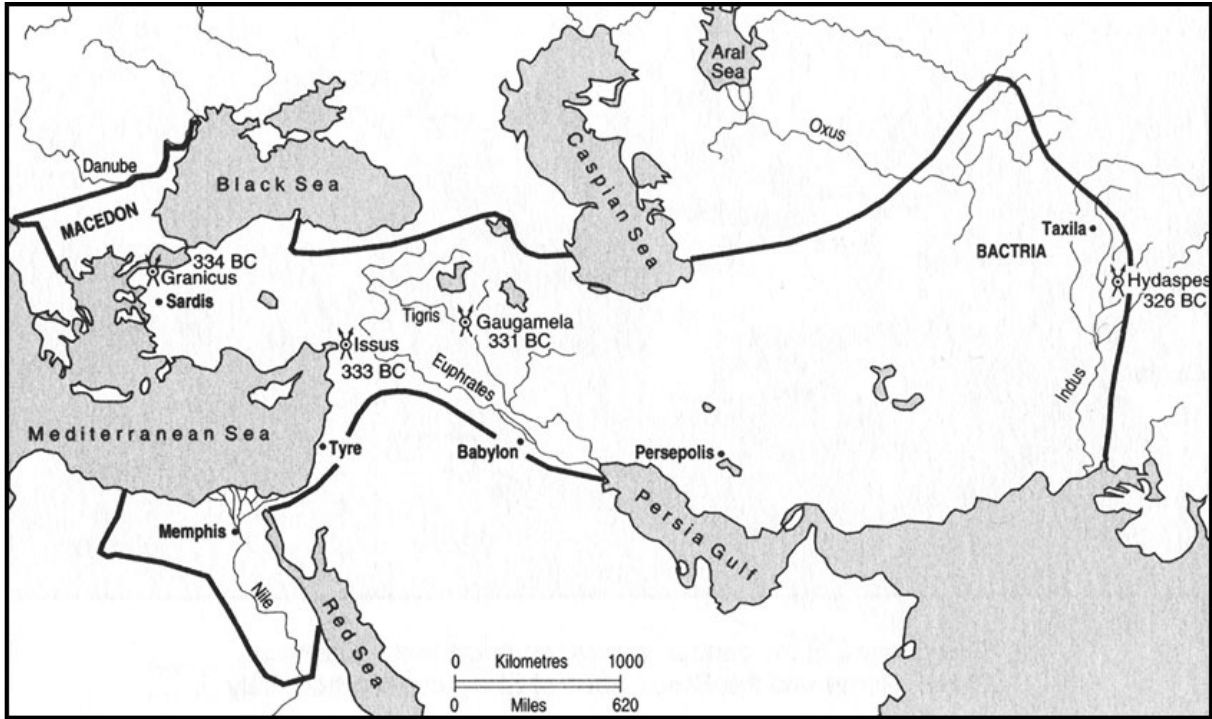 Aral
Sea
Oxus
Caspian Sea
Danube
Black Sea
MACEDON
Taxila
BACTRIA
334 BC
Granicus
Sardis
Hydaspes
326 BC
Tigris
Gaugamela
331 BC
Issus
333 BC
Euphrates
Indus
Mediterranean Sea
Tyre
Babylon
Persepolis
Persia Gulf
Memphis
Nile
Red Sea
0 Kilometres 1000
0 Miles 620